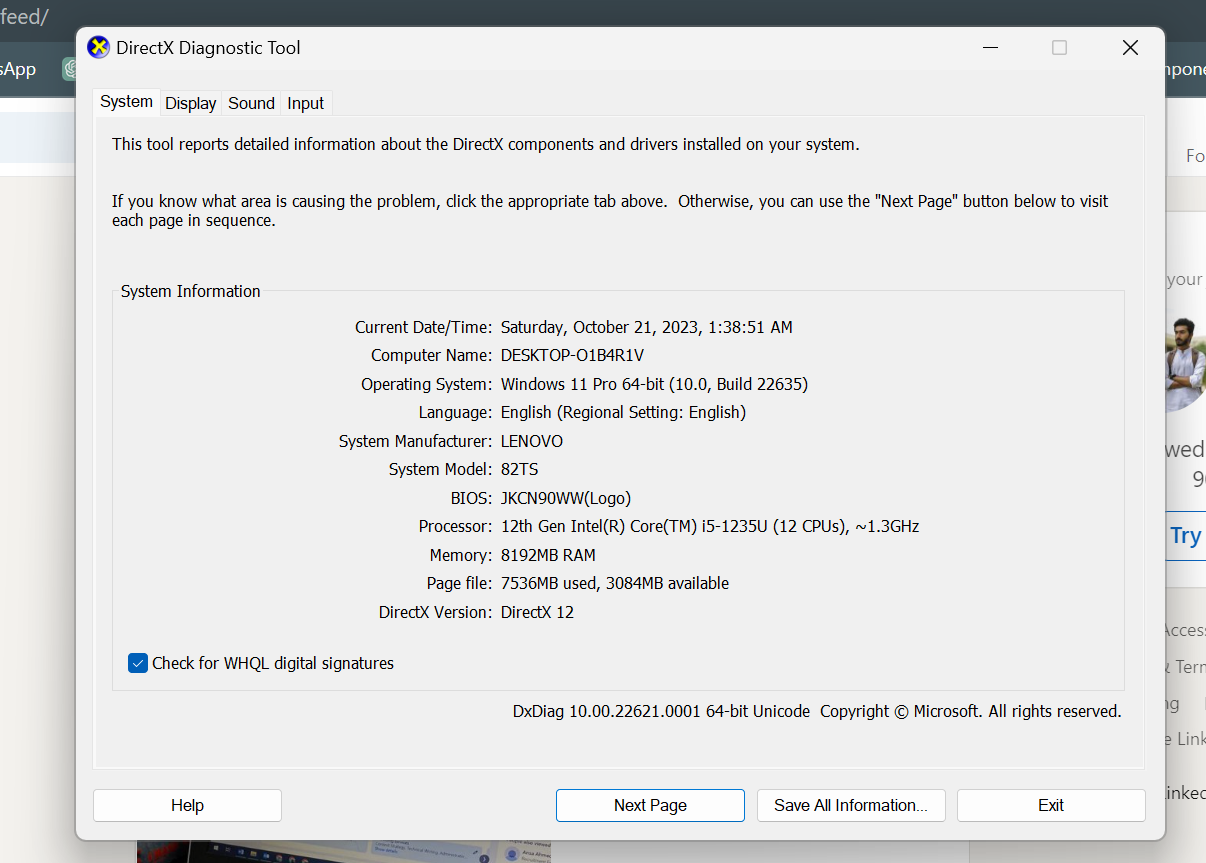 feed/
DirectX Diagnostic Tool
System Display Sound Input
This tool reports detailed information about the DirectX components and drivers installed on your system.
If you know what area is causing the problem, click the appropriate tab above. Otherwise, you can use the "Next Page" button below to visit
each page in sequence.
System Information
Current Date/Time: Saturday, October 21, 2023, 1:38:51 AM
Computer Name: DESKTOP-O1B4R1V
Operating System: Windows 11 Pro 64-bit (10.0, Build 22635)
Language: English (Regional Setting: English)
System Manufacturer: LENOVO
System Model: 82TS
BIOS: JKCN90WW(Logo)
Processor: 12th Gen Intel(R) Core(TM) i5-1235U (12 CPUs), ~1.3GHz
Memory: 8192MB RAM
Page file: 7536MB used, 3084MB available
DirectX Version: DirectX 12
Check for WHQL digital signatures
DxDiag 10.00.22621.0001 64-bit Unicode Copyright © Microsoft. All rights reserved.
Help Next Page Save All Information... Exit
sApp
npone
Fo
your
wed
9
Try
Acces
& Tern
ng
e Link
inked